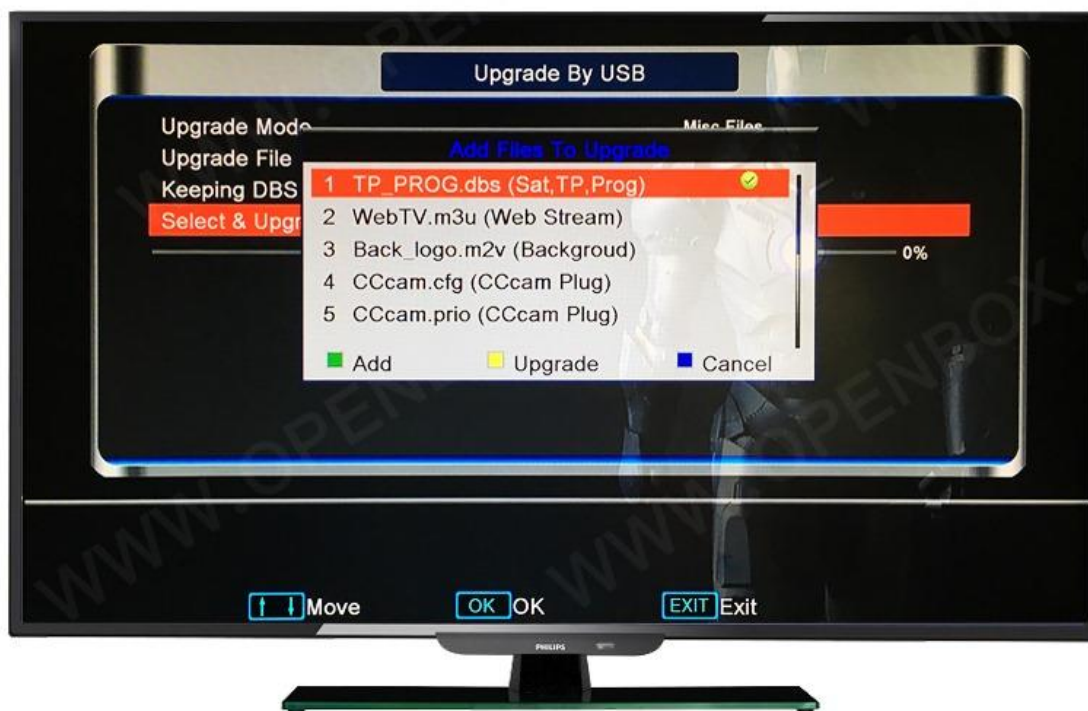 Upgrade By USB
Upgrade Mode Misc Files
Upgrade File
Add Files To Upgrade
Keeping DBS
Select & Upgr
1 TP_PROG.dbs (Sat,TP,Prog)
2 WebTV.m3u (Web Stream)
3 Back_logo.m2v (Backgroud)
4 CCcam.cfg (CCcam Plug)
5 CCcam.prio (CCcam Plug)
0%
Add Upgrade Cancel
Move OK OK EXIT Exit
PHILIPS
WWW.OPENBOX.